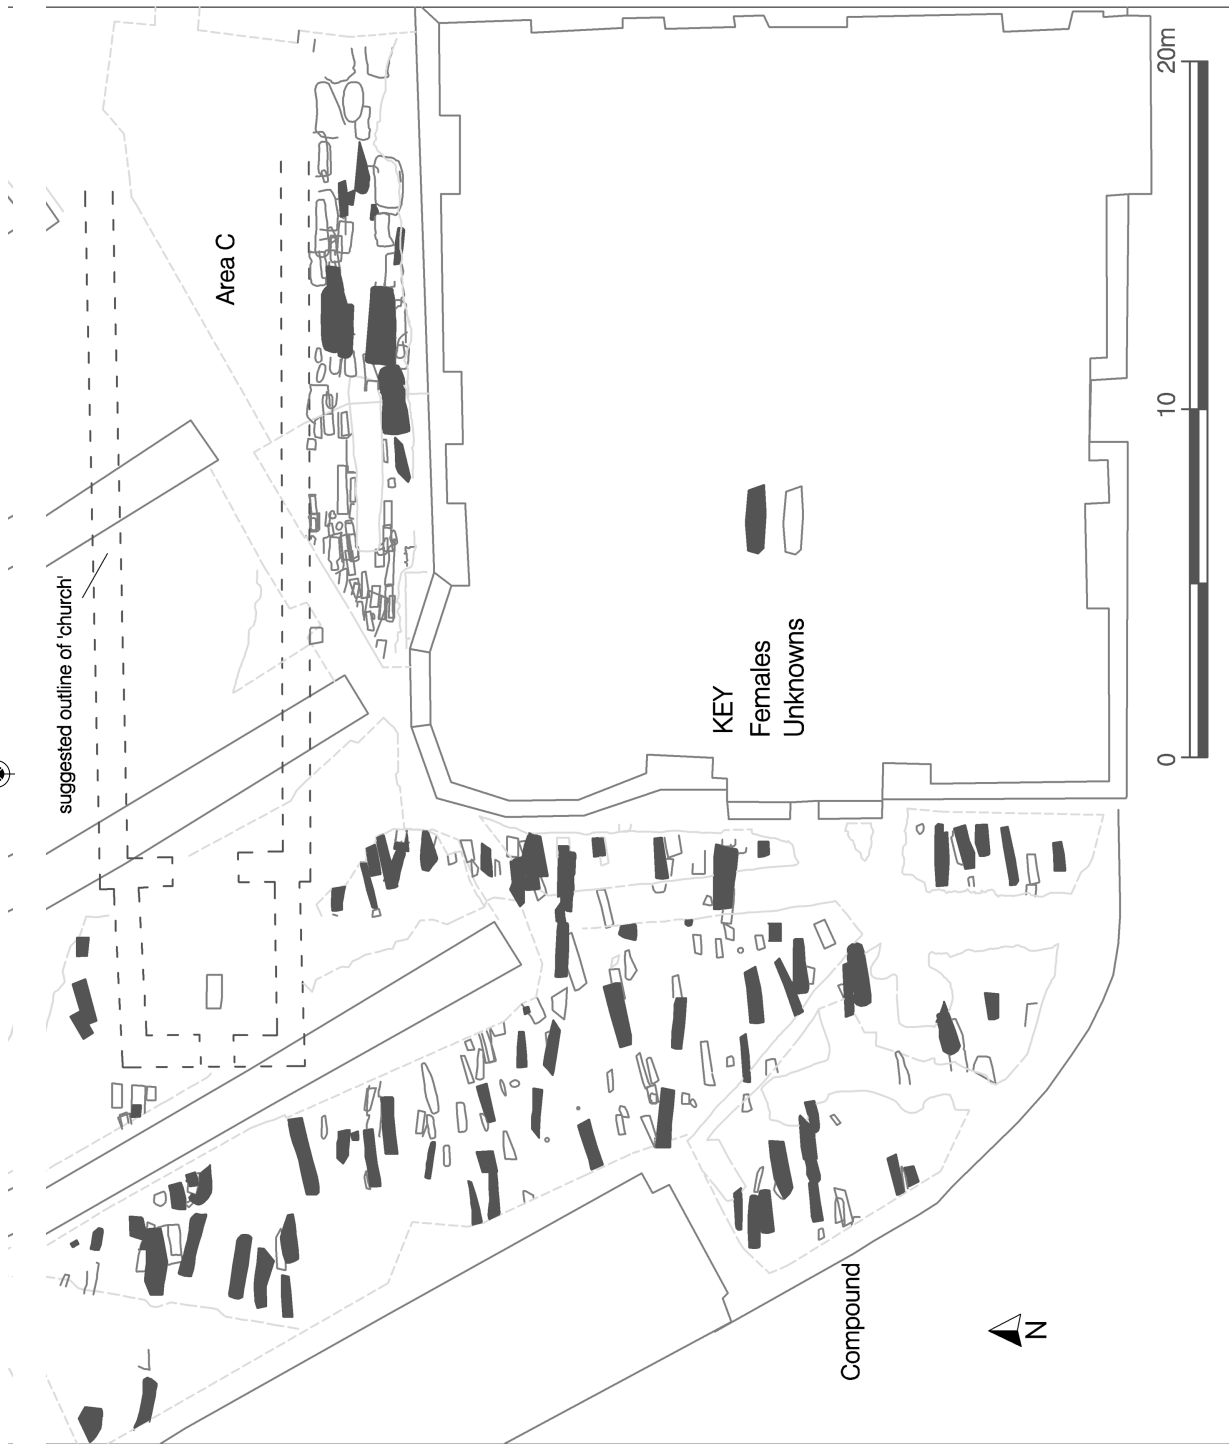 suggested outline of 'church'
Area C
KEY
Females
Unknowns
0
10
20m
Compound
N